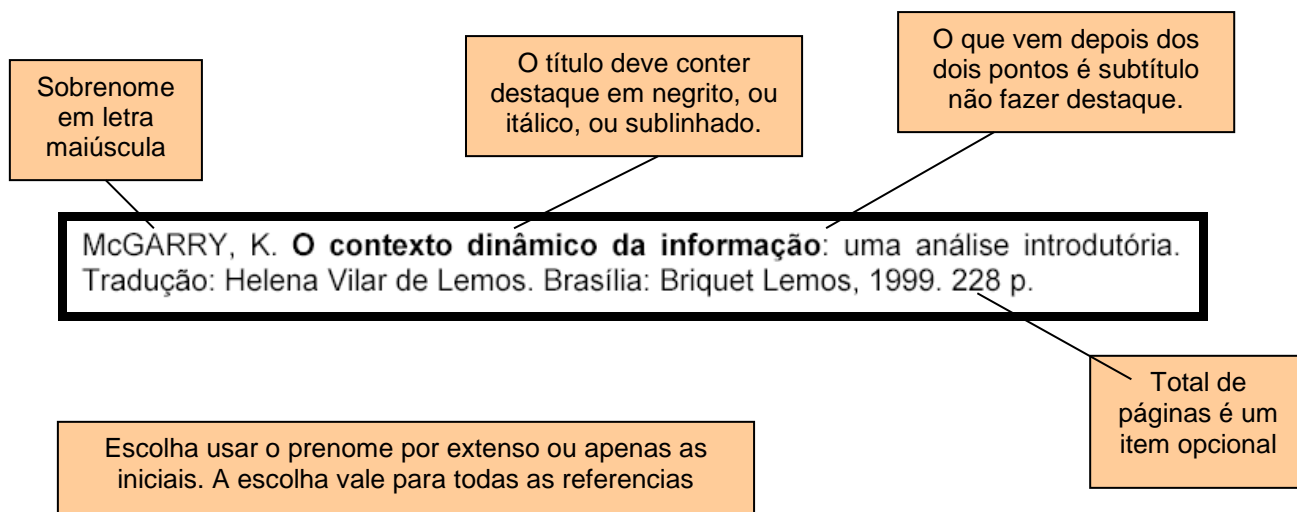 Sobrenome
em letra
maiúscula
O título deve conter
destaque em negrito, ou
itálico, ou sublinhado.
O que vem depois dos
dois pontos é subtítulo
não fazer destaque.
McGARRY, K. O contexto dinâmico da informação: uma análise introdutória.
Tradução: Helena Vilar de Lemos. Brasília: Briquet Lemos, 1999. 228 p.
Total de
páginas é um
item opcional
Escolha usar o prenome por extenso ou apenas as
iniciais. A escolha vale para todas as referencias